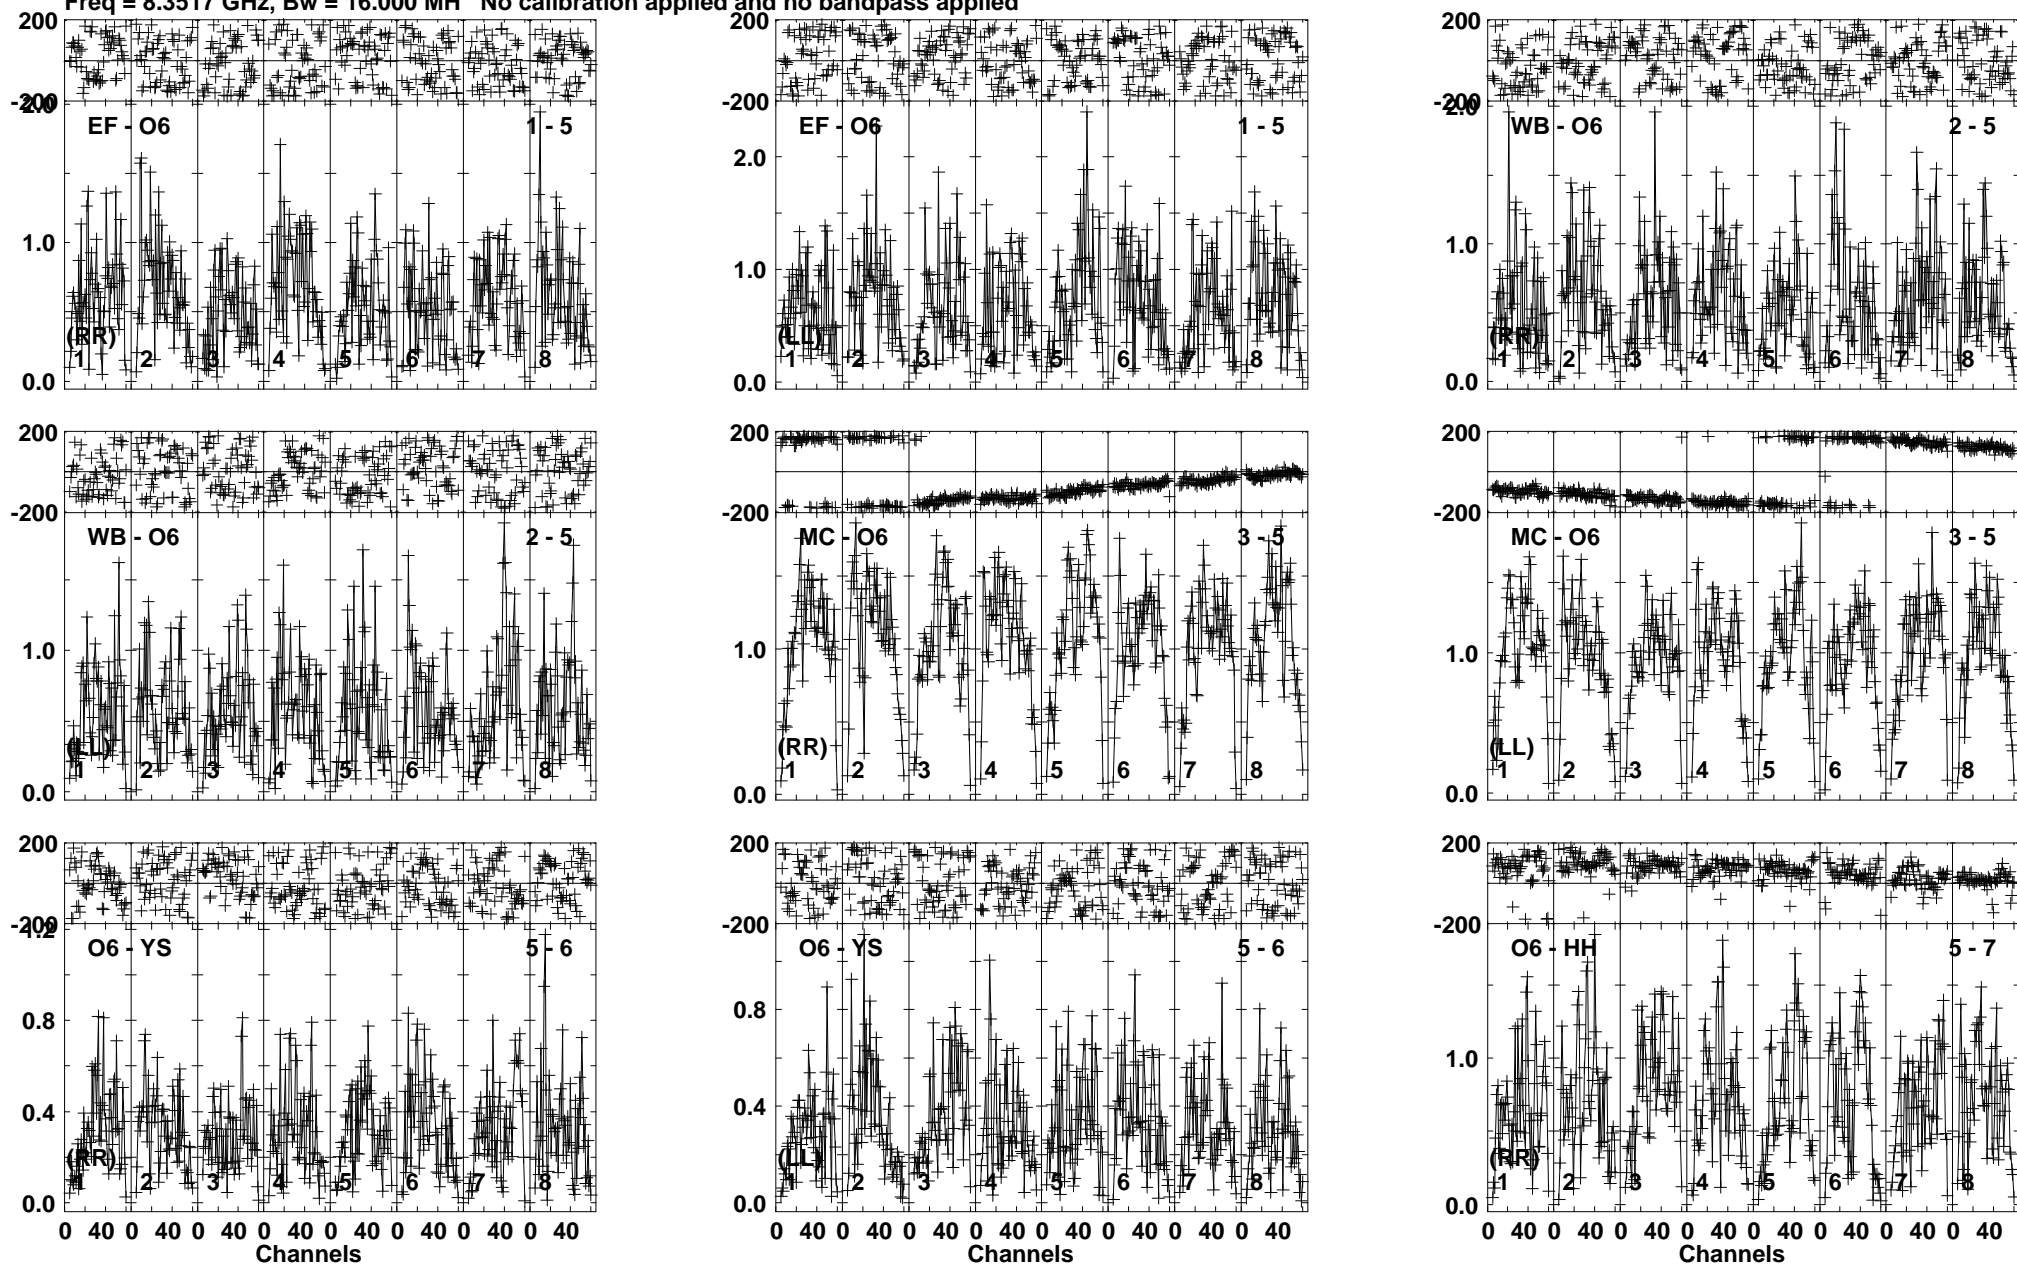 Freq = 8.3517 GHz, Bw = 16.000 MH No calibration applied and no bandpass applied
200 200 200
-200 -200 -200
2.0 2.0
EF - O6 1 - 5 EF - O6 1 - 5 WB - O6 2 - 5
2.0
1.0 1.0 1.0
(RR) (LL) (RR)
1 2 3 4 5 6 7 8 1 2 3 4 5 6 7 8 1 2 3 4 5 6 7 8
0.0 0.0 0.0
200 200 200
-200 -200 -200
WB - O6 2 - 5 MC - O6 3 - 5 MC - O6 3 - 5
1.0 1.0 1.0
(LL) (RR) (LL)
1 2 3 4 5 6 7 8 1 2 3 4 5 6 7 8 1 2 3 4 5 6 7 8
0.0 0.0 0.0
200 200 200
-200 -200 -200
1.2
O6 - YS 5 - 6 O6 - YS 5 - 6 O6 - HH 5 - 7
0.8 0.8 1.0
0.4 0.4
(RR) (LL) (RR)
1 2 3 4 5 6 7 8 1 2 3 4 5 6 7 8 1 2 3 4 5 6 7 8
0.0 0.0 0.0
0 40 0 40 0 40 0 40 0 40 0 40 0 40 0 40 0 40 0 40 0 40 0 40 0 40 0 40 0 40 0 40 0 40 0 40 0 40 0 40 0 40 0 40 0 40 0 40
Channels Channels Channels